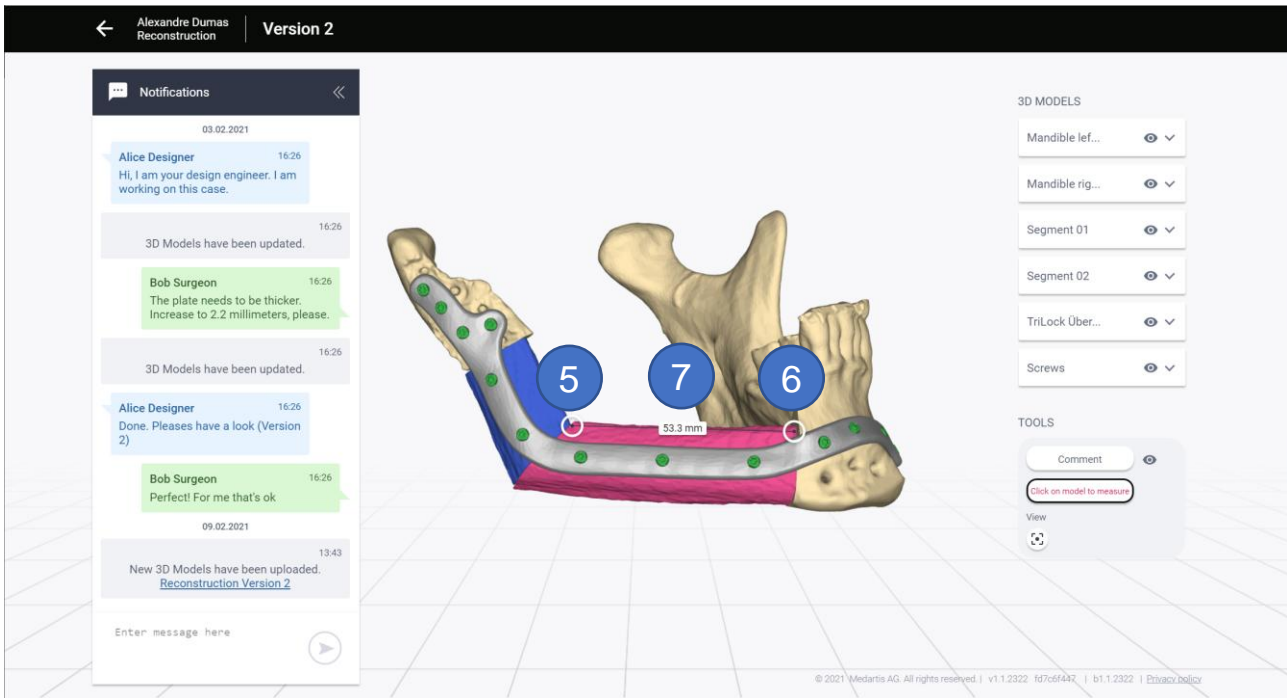 Alexandre Dumas
Reconstruction
Version 2
Notifications
03.02.2021
Alice Designer 16:26
Hi, I am your design engineer. I am
working on this case.
16:26
3D Models have been updated.
Bob Surgeon 16:26
The plate needs to be thicker.
Increase to 2.2 millimeters, please.
16:26
3D Models have been updated.
Alice Designer 16:26
Done. Pleases have a look (Version
2)
Bob Surgeon 16:26
Perfect! For me that's ok
09.02.2021
13:43
New 3D Models have been uploaded.
Reconstruction Version 2
Enter message here
5
7
6
53.3 mm
3D MODELS
Mandible lef...
Mandible rig...
Segment 01
Segment 02
TriLock Über...
Screws
TOOLS
Comment
Click on model to measure
View
© 2021 Medartis AG. All rights reserved. | v1.1.2322 fd7c6f447 | b1.1.2322 | Privacy policy